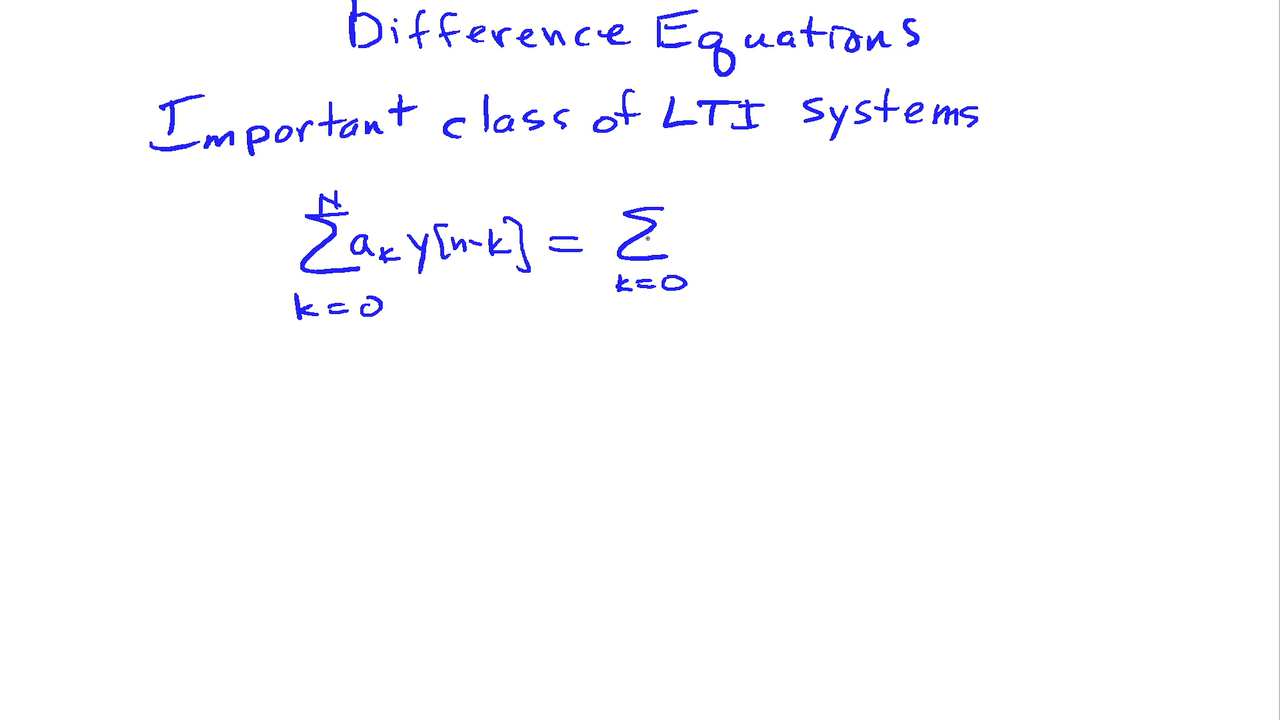 Difference Equations
Important class of LTI systems
N
∑ a_k y[n-k] = ∑
k=0 k=0